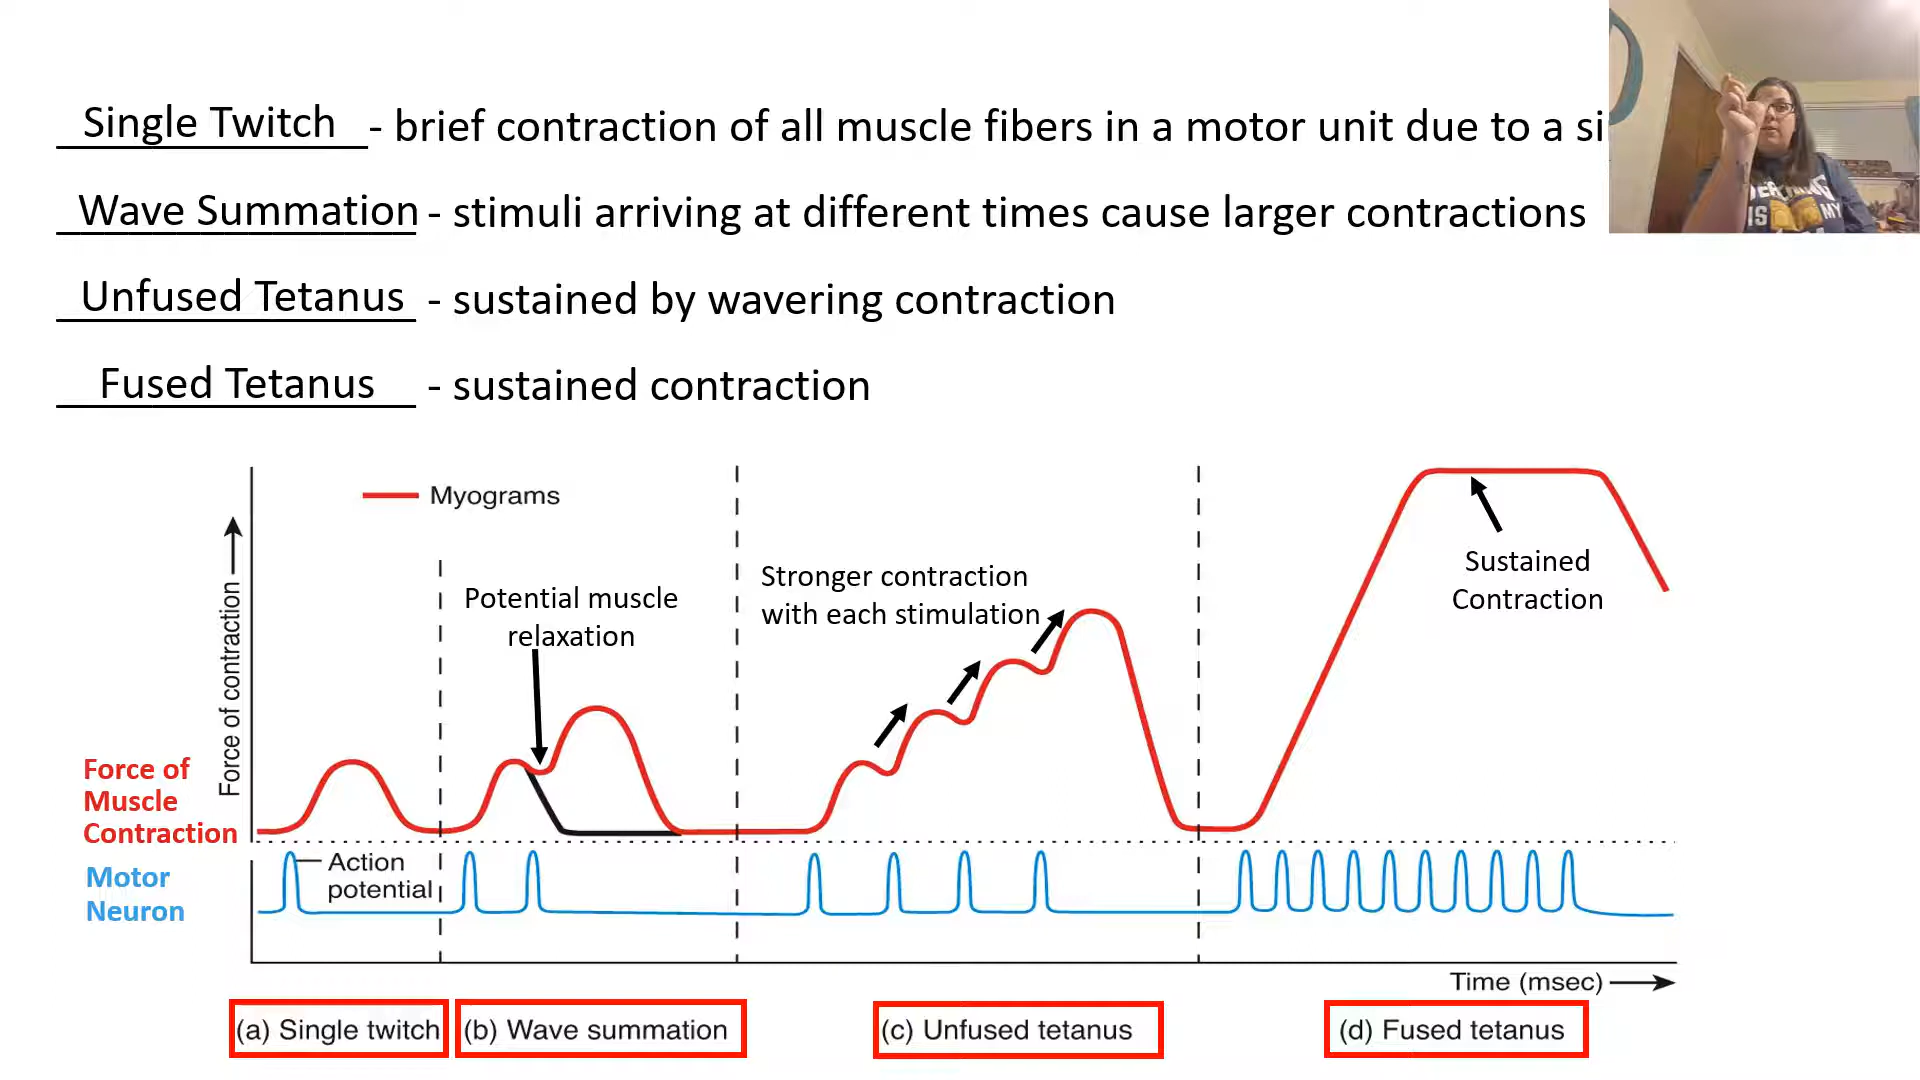 Single Twitch - brief contraction of all muscle fibers in a motor unit due to a si
Wave Summation - stimuli arriving at different times cause larger contractions
Unfused Tetanus - sustained by wavering contraction
Fused Tetanus - sustained contraction
Myograms
Force of contraction
Potential muscle
relaxation
Stronger contraction
with each stimulation
Sustained
Contraction
Force of
Muscle
Contraction
Motor
Neuron
Action
potential
Time (msec)
(a) Single twitch
(b) Wave summation
(c) Unfused tetanus
(d) Fused tetanus
IS
MY